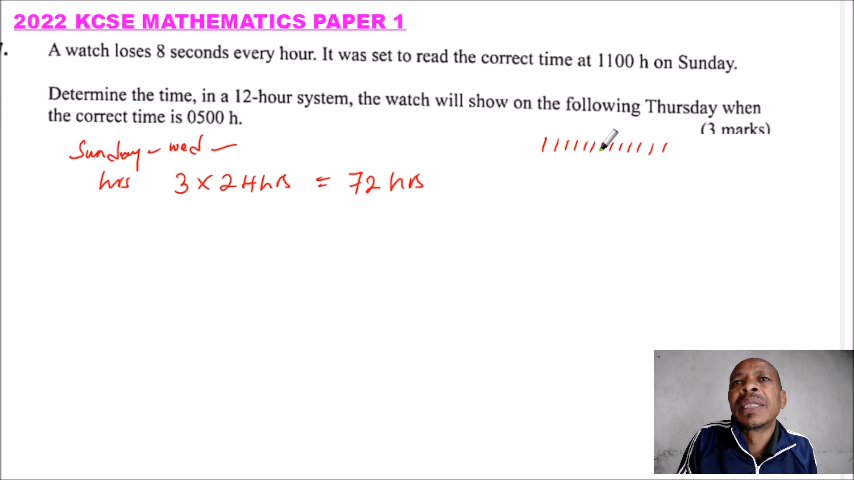 2022 KCSE MATHEMATICS PAPER 1
7. A watch loses 8 seconds every hour. It was set to read the correct time at 1100 h on Sunday.
Determine the time, in a 12-hour system, the watch will show on the following Thursday when
the correct time is 0500 h.
(3 marks)
Sunday - wed -
hrs 3 × 24 hrs = 72 hrs